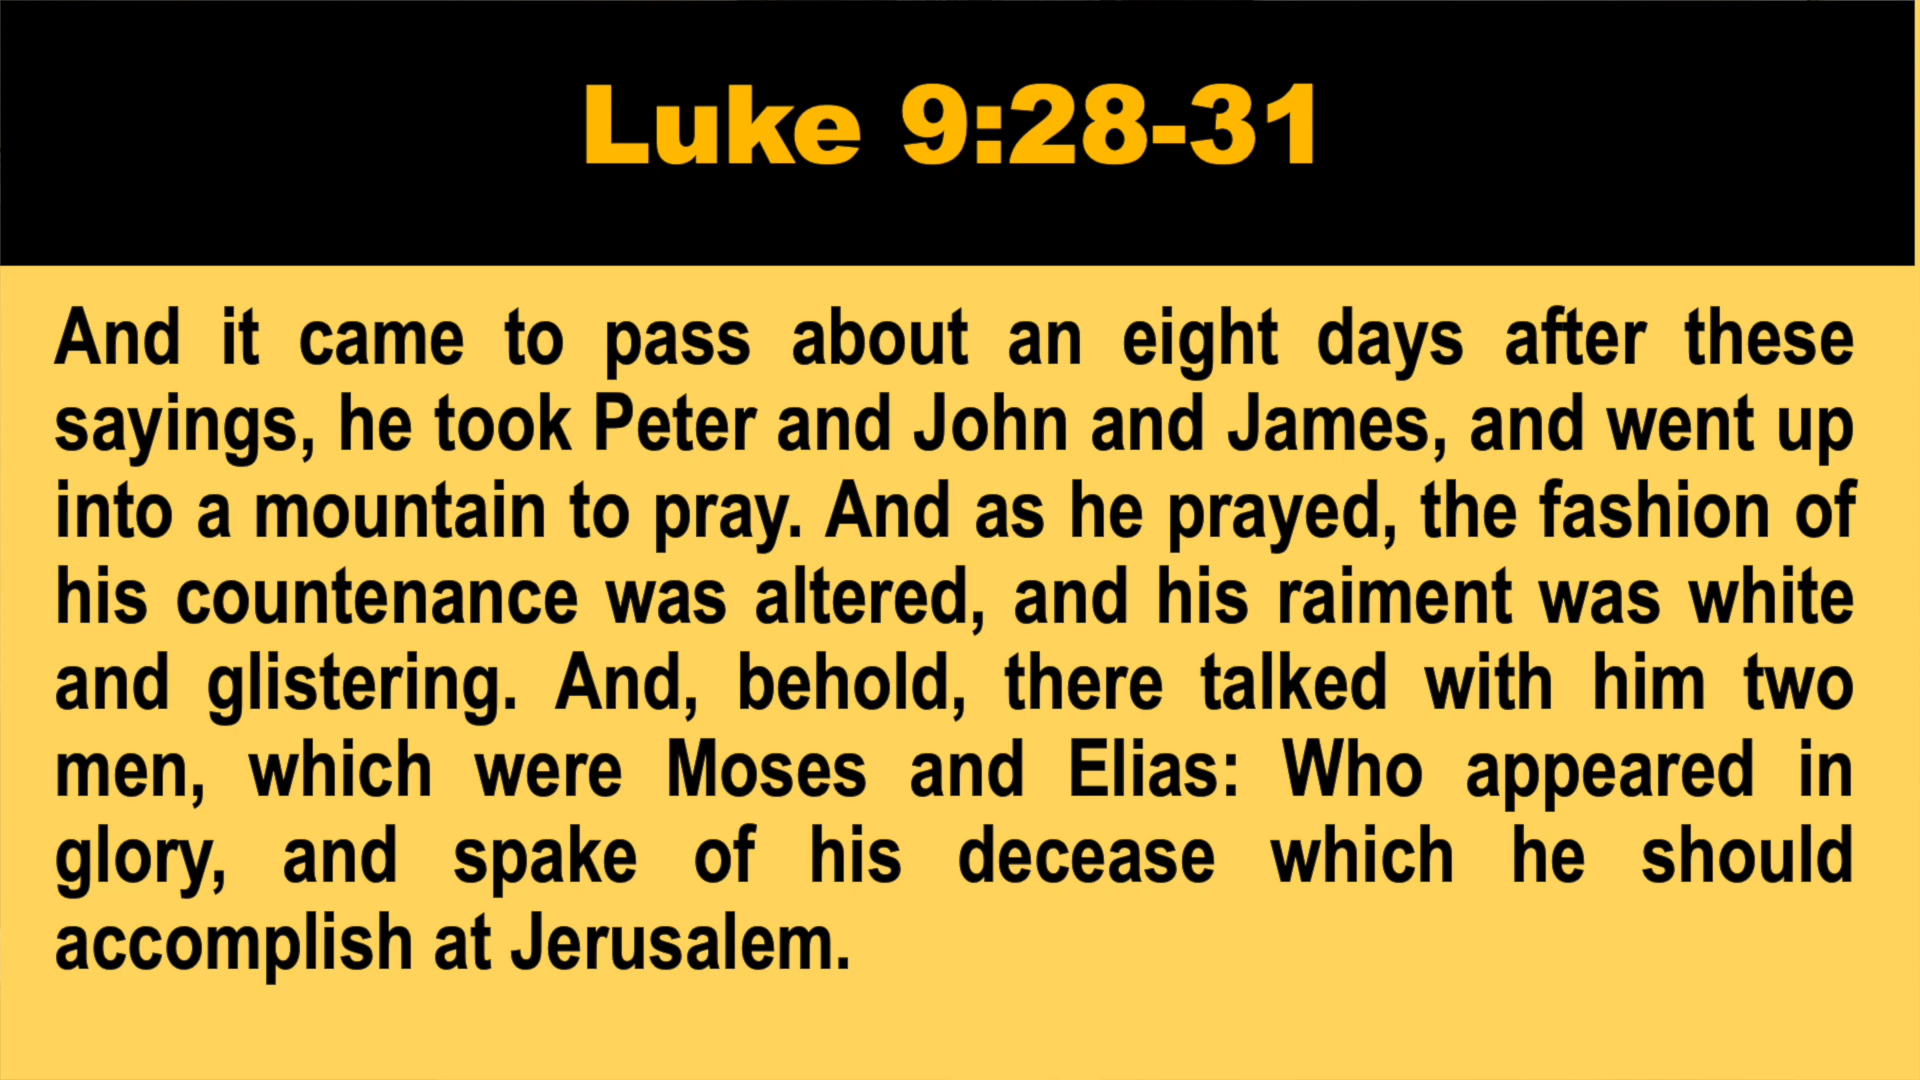 Luke 9:28-31
And it came to pass about an eight days after these
sayings, he took Peter and John and James, and went up
into a mountain to pray. And as he prayed, the fashion of
his countenance was altered, and his raiment was white
and glistering. And, behold, there talked with him two
men, which were Moses and Elias: Who appeared in
glory, and spake of his decease which he should
accomplish at Jerusalem.